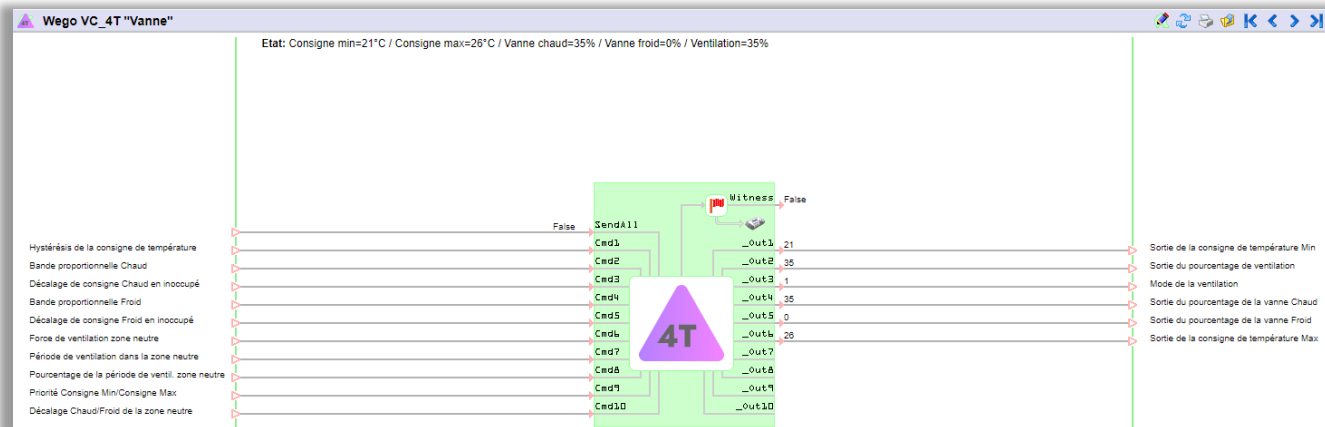 Wego VC_4T "Vanne"
Etat: Consigne min=21°C / Consigne max=26°C / Vanne chaud=35% / Vanne froid=0% / Ventilation=35%
Witness False
False SendAll
Hystérésis de la consigne de température Cmd1 _Out1 21 Sortie de la consigne de température Min
Bande proportionnelle Chaud Cmd2 _Out2 35 Sortie du pourcentage de ventilation
Décalage de consigne Chaud en inoccupé Cmd3 _Out3 1 Mode de la ventilation
Bande proportionnelle Froid Cmd4 _Out4 35 Sortie du pourcentage de la vanne Chaud
Décalage de consigne Froid en inoccupé Cmd5 _Out5 0 Sortie du pourcentage de la vanne Froid
Force de ventilation zone neutre Cmd6 _Out6 26 Sortie de la consigne de température Max
Période de ventilation dans la zone neutre Cmd7 _Out7
Pourcentage de la période de ventil. zone neutre Cmd8 _Out8
Priorité Consigne Min/Consigne Max Cmd9 _Out9
Décalage Chaud/Froid de la zone neutre Cmd10 _Out10
4T